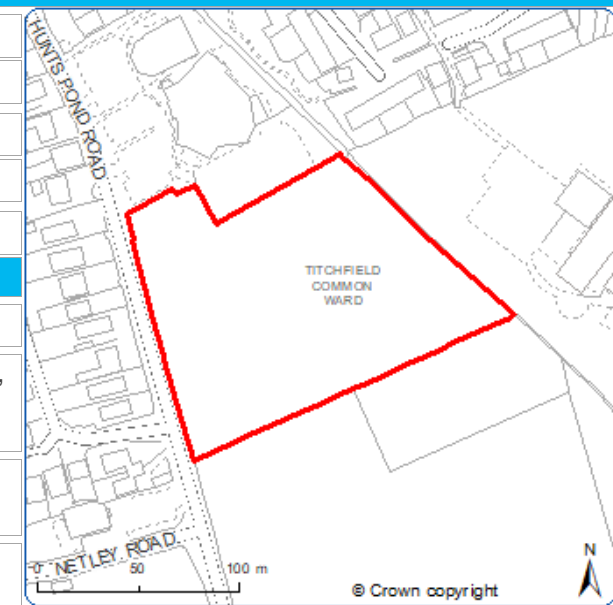 HUNTS POND ROAD
TITCHFIELD
COMMON
WARD
NETLEY ROAD
0 50 100 m
© Crown copyright
N
,